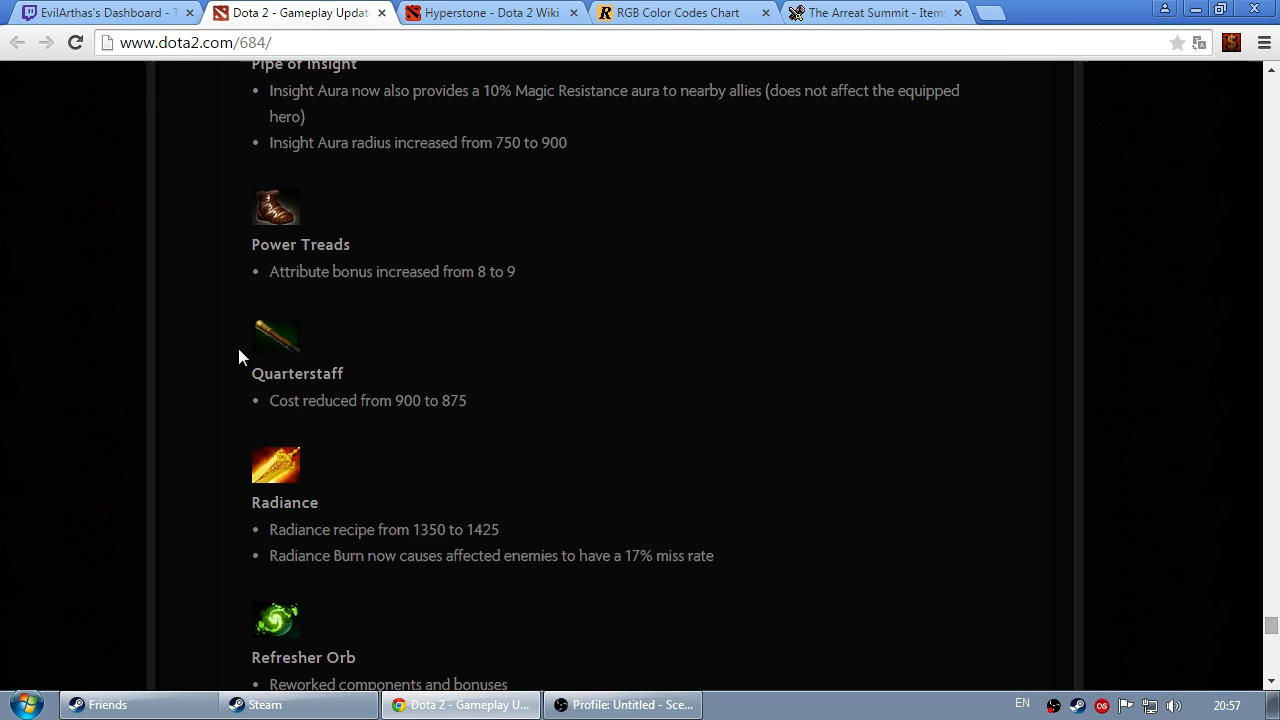 EvilArthas's Dashboard - T
Dota 2 - Gameplay Update
Hyperstone - Dota 2 Wiki
RGB Color Codes Chart
The Arreat Summit - Items
www.dota2.com/684/
Pipe of Insight
• Insight Aura now also provides a 10% Magic Resistance aura to nearby allies (does not affect the equipped
hero)
• Insight Aura radius increased from 750 to 900
Power Treads
• Attribute bonus increased from 8 to 9
Quarterstaff
• Cost reduced from 900 to 875
Radiance
• Radiance recipe from 1350 to 1425
• Radiance Burn now causes affected enemies to have a 17% miss rate
Refresher Orb
• Reworked components and bonuses
Friends
Steam
Dota 2 - Gameplay U...
Profile: Untitled - Sce...
EN
20:57